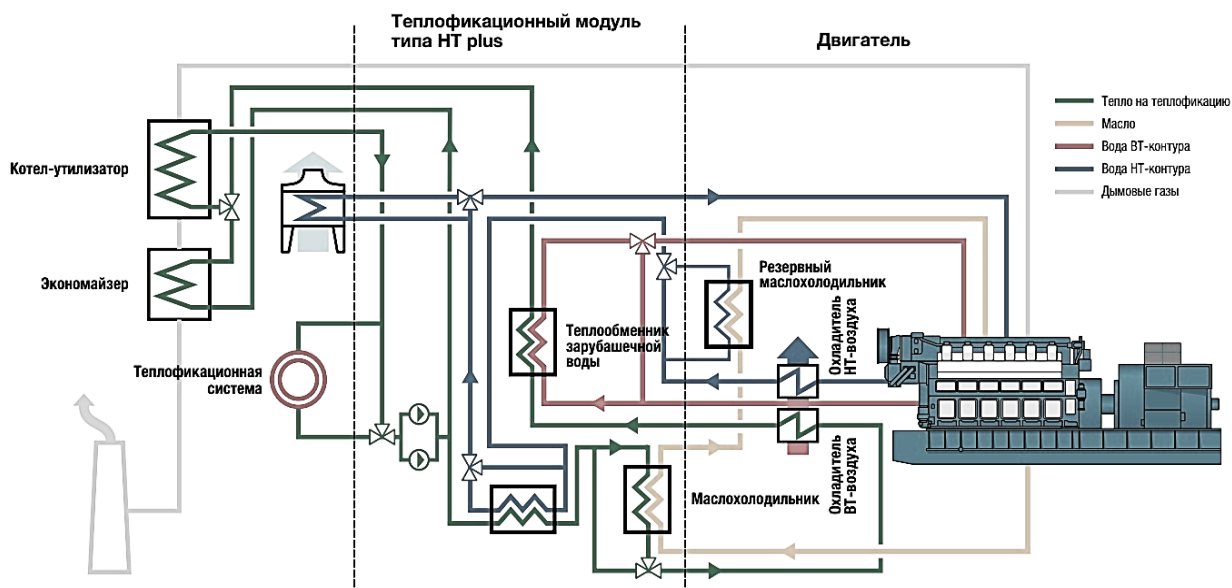 Теплофикационный модуль
типа HT plus
Двигатель
Тепло на теплофикацию
Масло
Вода ВТ-контура
Вода НТ-контура
Дымовые газы
Котел-утилизатор
Экономайзер
Резервный
маслохолодильник
Охладитель
НТ-воздуха
Теплообменник
зарубашечной
воды
Теплофикационная
система
Маслохолодильник
Охладитель
ВТ-воздуха